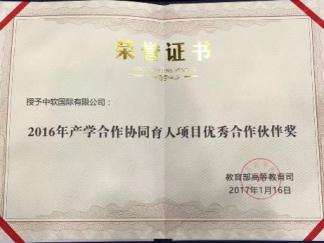 荣誉证书
授予中软国际有限公司：
2016年产学合作协同育人项目优秀合作伙伴奖
教育部高等教育司
2017年1月16日